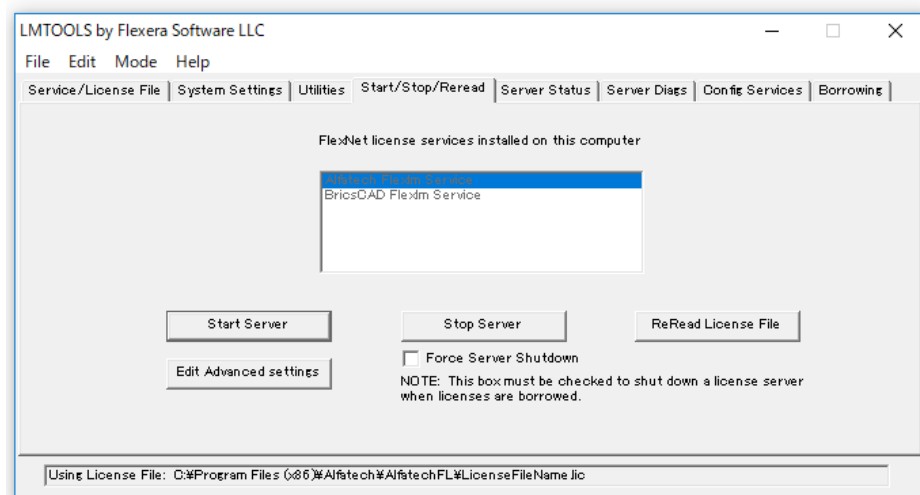 LMTOOLS by Flexera Software LLC
File Edit Mode Help
Service/License File System Settings Utilities Start/Stop/Reread Server Status Server Diags Config Services Borrowing
FlexNet license services installed on this computer
Alfatech Flexlm Service
BricsCAD Flexlm Service
Start Server Stop Server ReRead License File
Edit Advanced settings
Force Server Shutdown
NOTE: This box must be checked to shut down a license server
when licenses are borrowed.
Using License File: C:¥Program Files (x86)¥Alfatech¥AlfatechFL¥LicenseFileName.lic